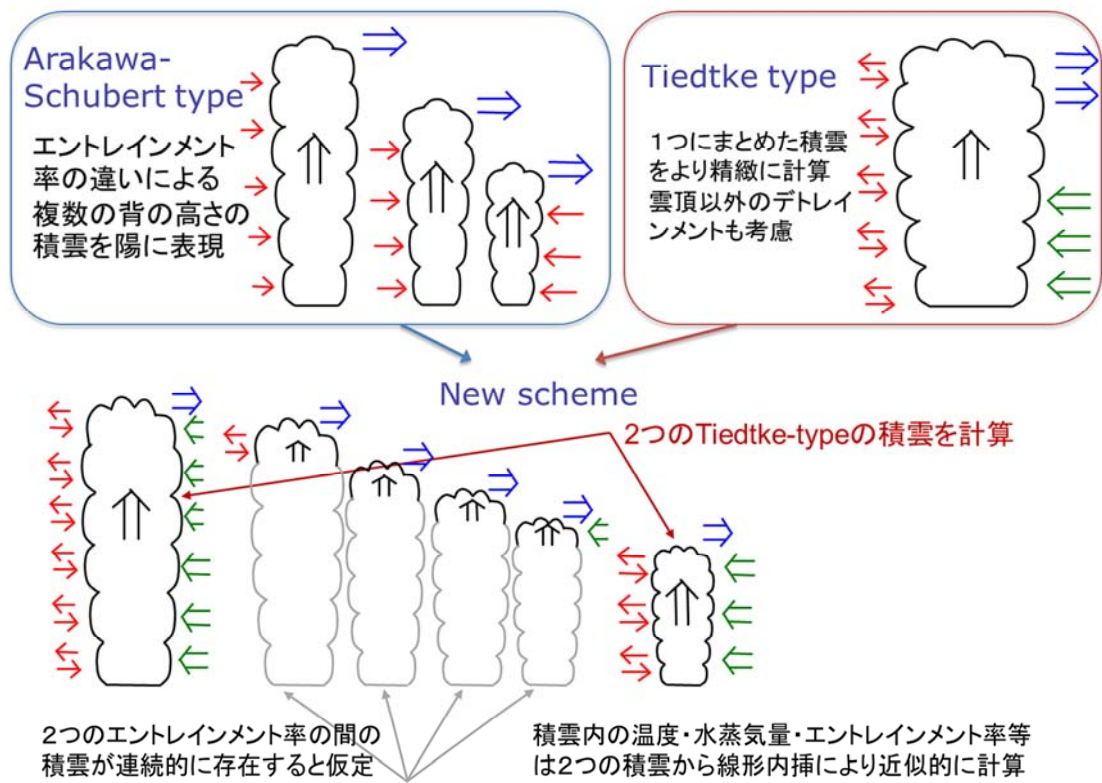 Arakawa-
Schubert type
エントレインメント
率の違いによる
複数の背の高さの
積雲を陽に表現
Tiedtke type
１つにまとめた積雲
をより精緻に計算
雲頂以外のデトレイ
ンメントも考慮
New scheme
2つのTiedtke-typeの積雲を計算
2つのエントレインメント率の間の
積雲が連続的に存在すると仮定
積雲内の温度・水蒸気量・エントレインメント率等
は2つの積雲から線形内挿により近似的に計算